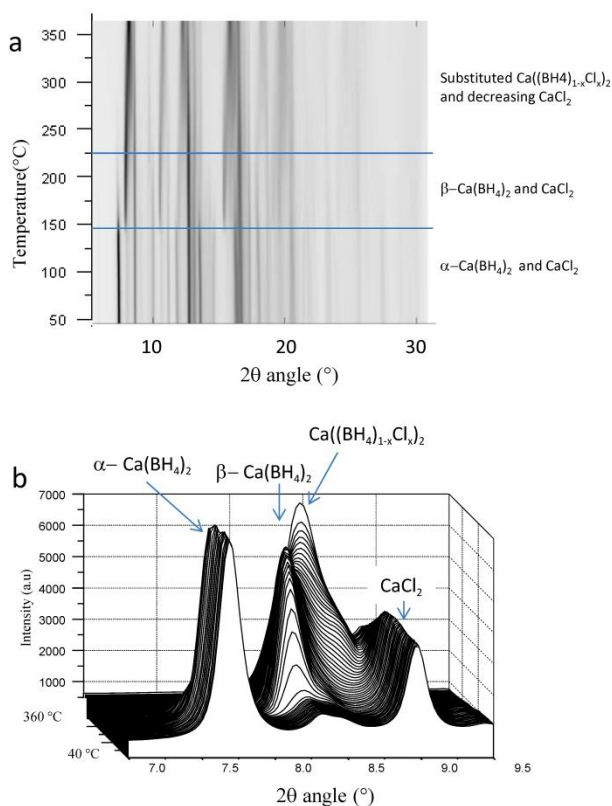 a
350
300
250
200
150
100
50
Temperature(°C)
10
20
30
2θ angle (°)
Substituted Ca((BH4)₁₋ₓClₓ)₂
and decreasing CaCl₂
β–Ca(BH₄)₂ and CaCl₂
α–Ca(BH₄)₂ and CaCl₂
b
Ca((BH₄)₁₋ₓClₓ)₂
α– Ca(BH₄)₂
β– Ca(BH₄)₂
CaCl₂
7000
6000
5000
4000
3000
2000
1000
Intensity (a.u)
360 °C
40 °C
7.0
7.5
8.0
8.5
9.0
9.5
2θ angle (°)